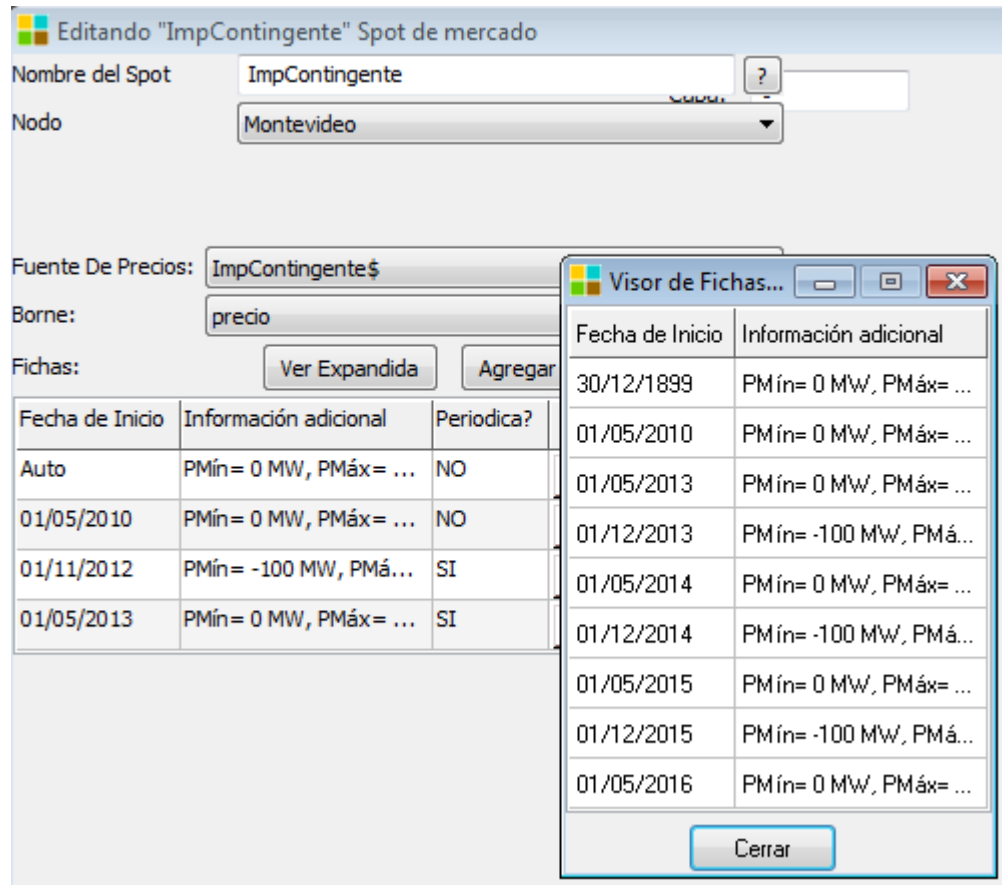 Editando "ImpContingente" Spot de mercado
Nombre del Spot ImpContingente ?
Nodo Montevideo
Fuente De Precios: ImpContingente$
Borne: precio
Fichas: Ver Expandida Agregar
Fecha de Inicio Información adicional Periodica?
Auto PMín= 0 MW, PMáx= ... NO
01/05/2010 PMín= 0 MW, PMáx= ... NO
01/11/2012 PMín= -100 MW, PMá... SI
01/05/2013 PMín= 0 MW, PMáx= ... SI
Visor de Fichas...
Fecha de Inicio Información adicional
30/12/1899 PMín= 0 MW, PMáx= ...
01/05/2010 PMín= 0 MW, PMáx= ...
01/05/2013 PMín= 0 MW, PMáx= ...
01/12/2013 PMín= -100 MW, PMá...
01/05/2014 PMín= 0 MW, PMáx= ...
01/12/2014 PMín= -100 MW, PMá...
01/05/2015 PMín= 0 MW, PMáx= ...
01/12/2015 PMín= -100 MW, PMá...
01/05/2016 PMín= 0 MW, PMáx= ...
Cerrar